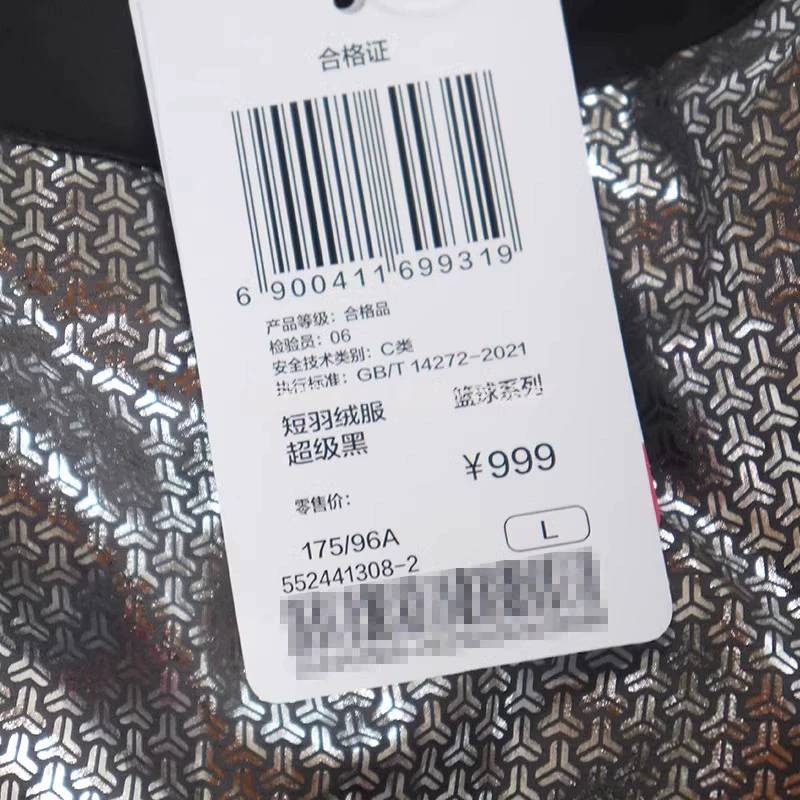 合格证
6 900411 699319
产品等级：合格品
检验员：06
安全技术类别：C类
执行标准：GB/T 14272-2021
短羽绒服 篮球系列
超级黑
¥999
零售价：
175/96A L
552441308-2